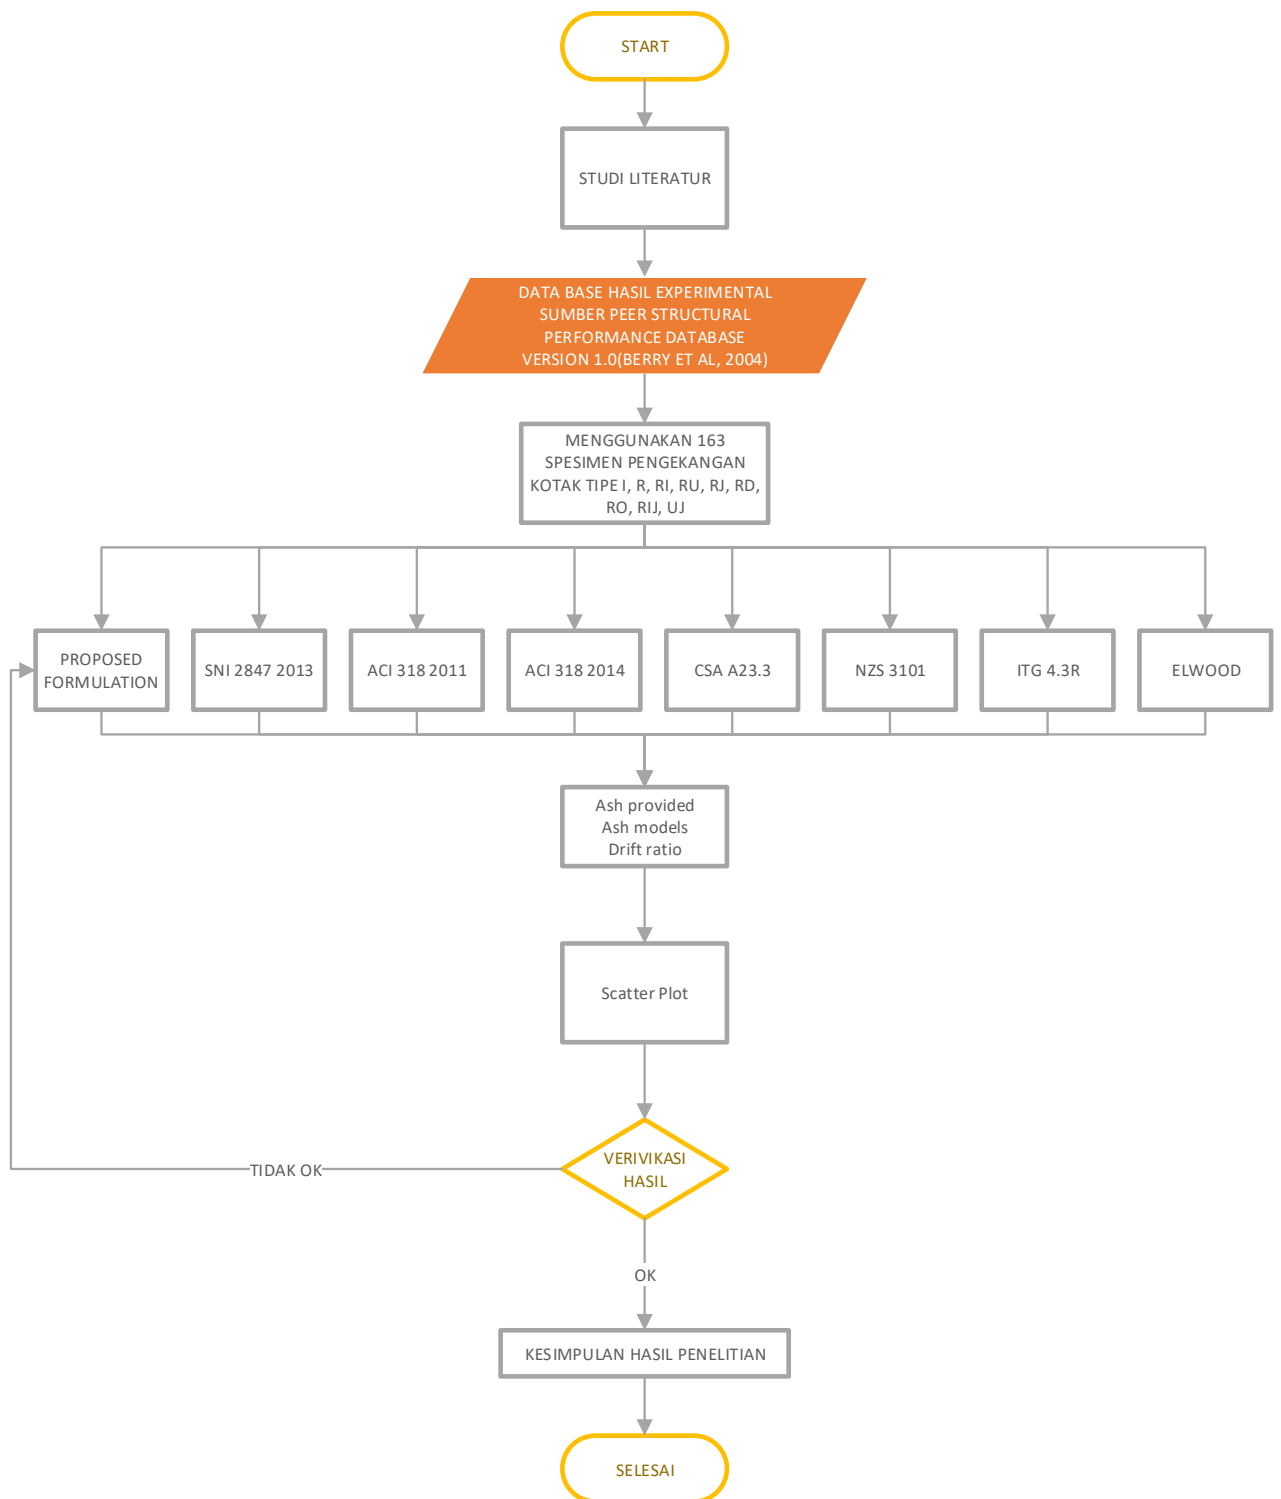 START
STUDI LITERATUR
DATA BASE HASIL EXPERIMENTAL
SUMBER PEER STRUCTURAL
PERFORMANCE DATABASE
VERSION 1.0(BERRY ET AL, 2004)
MENGGUNAKAN 163
SPESIMEN PENGEKANGAN
KOTAK TIPE I, R, RI, RU, RJ, RD,
RO, RIJ, UJ
PROPOSED
FORMULATION
SNI 2847 2013
ACI 318 2011
ACI 318 2014
CSA A23.3
NZS 3101
ITG 4.3R
ELWOOD
Ash provided
Ash models
Drift ratio
Scatter Plot
VERIVIKASI
HASIL
TIDAK OK
OK
KESIMPULAN HASIL PENELITIAN
SELESAI